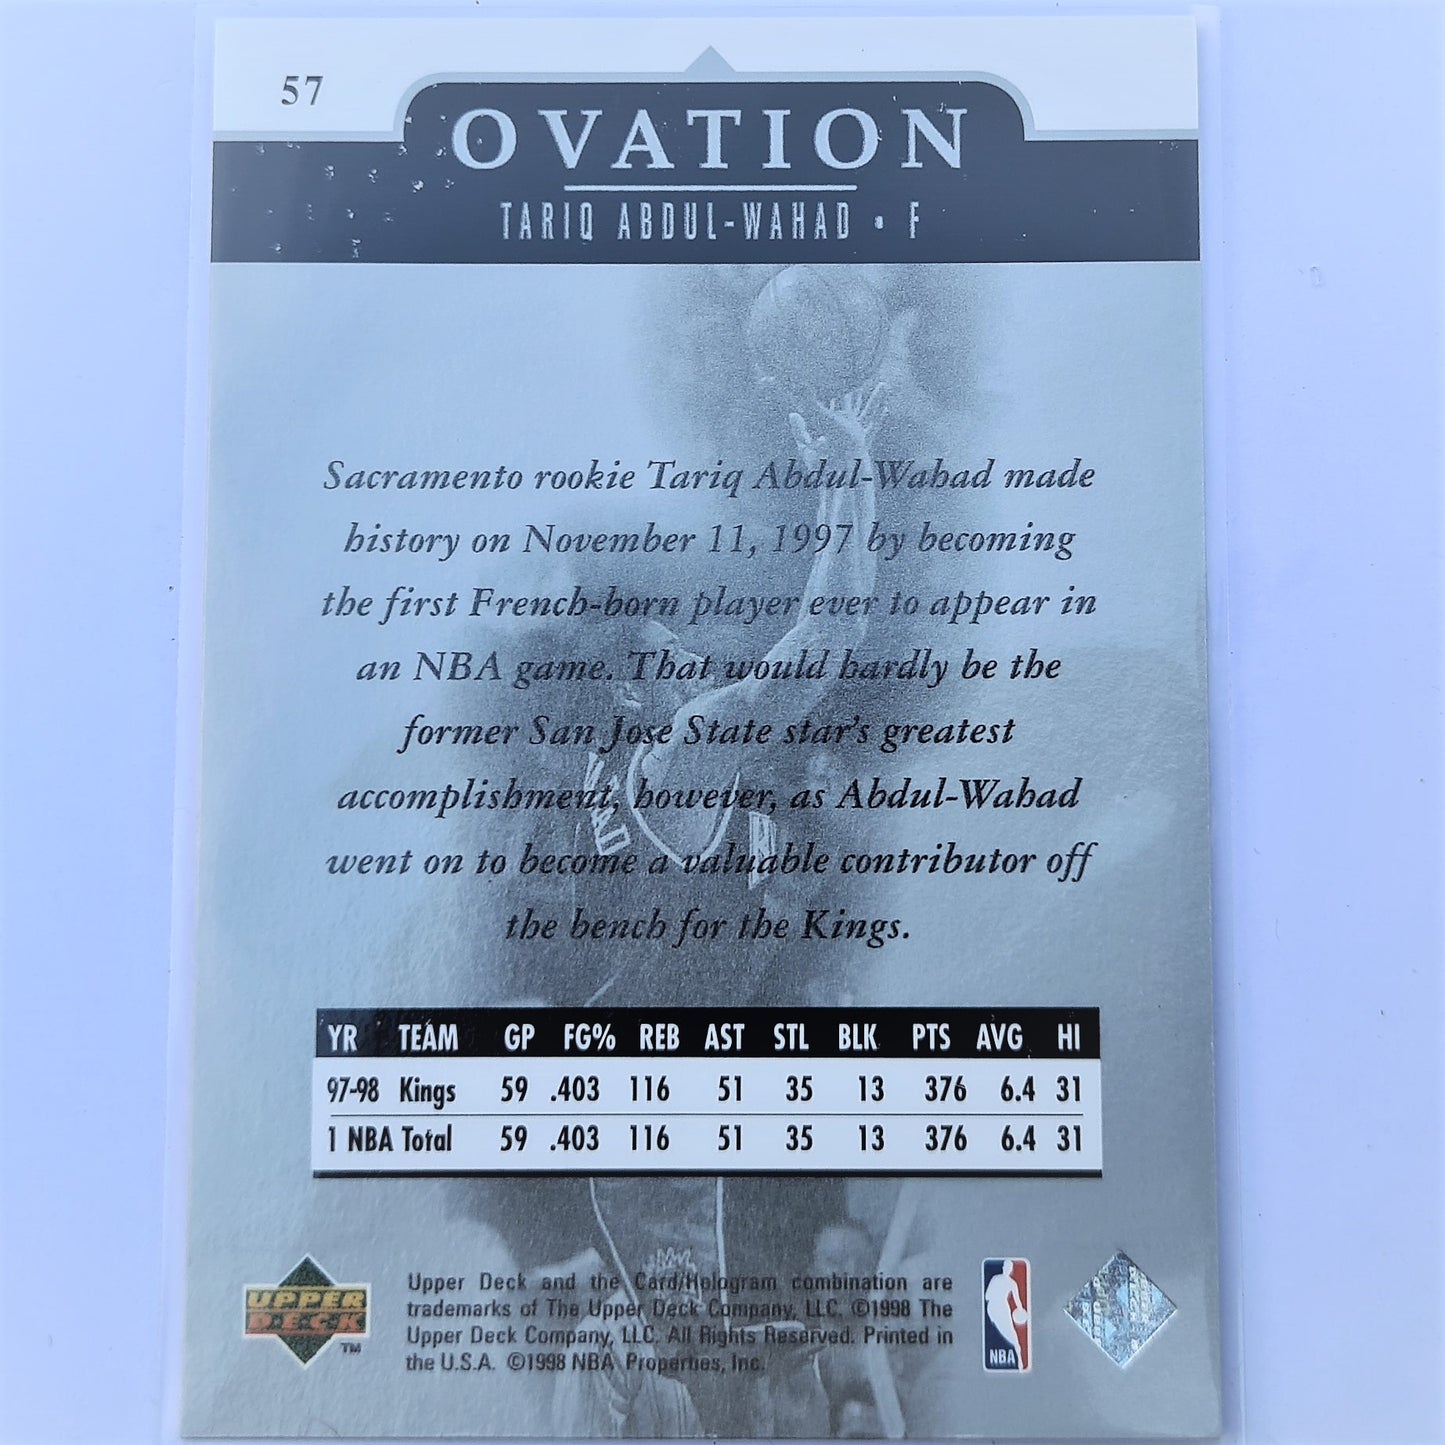 57
OVATION
TARIQ ABDUL-WAHAD • F
Sacramento rookie Tariq Abdul-Wahad made
history on November 11, 1997 by becoming
the first French-born player ever to appear in
an NBA game. That would hardly be the
former San Jose State star's greatest
accomplishment, however, as Abdul-Wahad
went on to become a valuable contributor off
the bench for the Kings.
YR TEAM GP FG% REB AST STL BLK PTS AVG HI
97-98 Kings 59 .403 116 51 35 13 376 6.4 31
1 NBA Total 59 .403 116 51 35 13 376 6.4 31
UPPER
DECK
TM
Upper Deck and the Card/Hologram combination are
trademarks of The Upper Deck Company, LLC. ©1998 The
Upper Deck Company, LLC. All Rights Reserved. Printed in
the U.S.A. ©1998 NBA Properties, Inc.
NBA